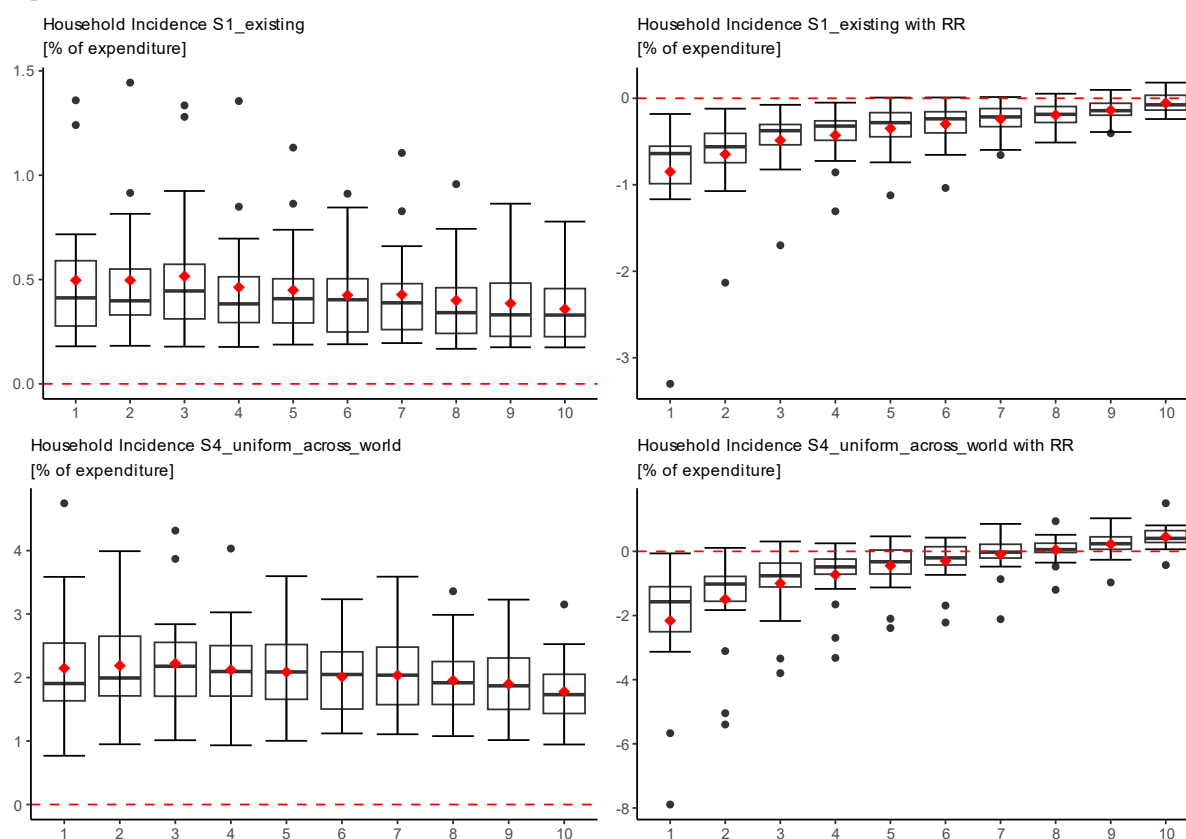 Household Incidence S1_existing
[% of expenditure]
1.5
1.0
0.5
0.0
1 2 3 4 5 6 7 8 9 10
Household Incidence S1_existing with RR
[% of expenditure]
0
-1
-2
-3
1 2 3 4 5 6 7 8 9 10
Household Incidence S4_uniform_across_world
[% of expenditure]
4
3
2
1
0
1 2 3 4 5 6 7 8 9 10
Household Incidence S4_uniform_across_world with RR
[% of expenditure]
0
-2
-4
-6
-8
1 2 3 4 5 6 7 8 9 10